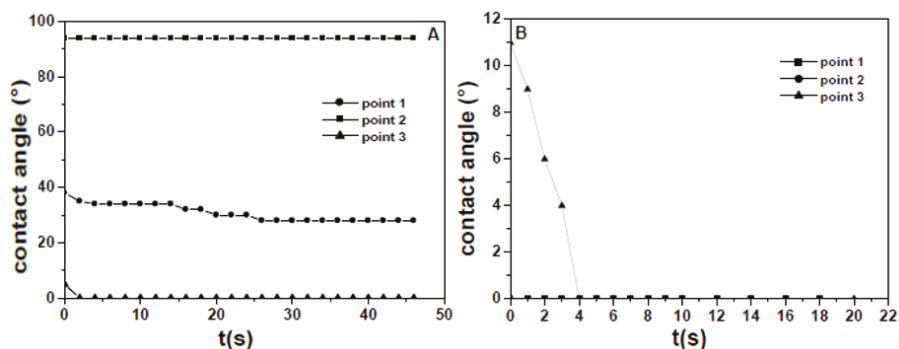 A
contact angle (°)
100
80
60
40
20
0
point 1
point 2
point 3
0 10 20 30 40 50
t(s)
B
contact angle (°)
12
10
8
6
4
2
0
point 1
point 2
point 3
0 2 4 6 8 10 12 14 16 18 20 22
t(s)